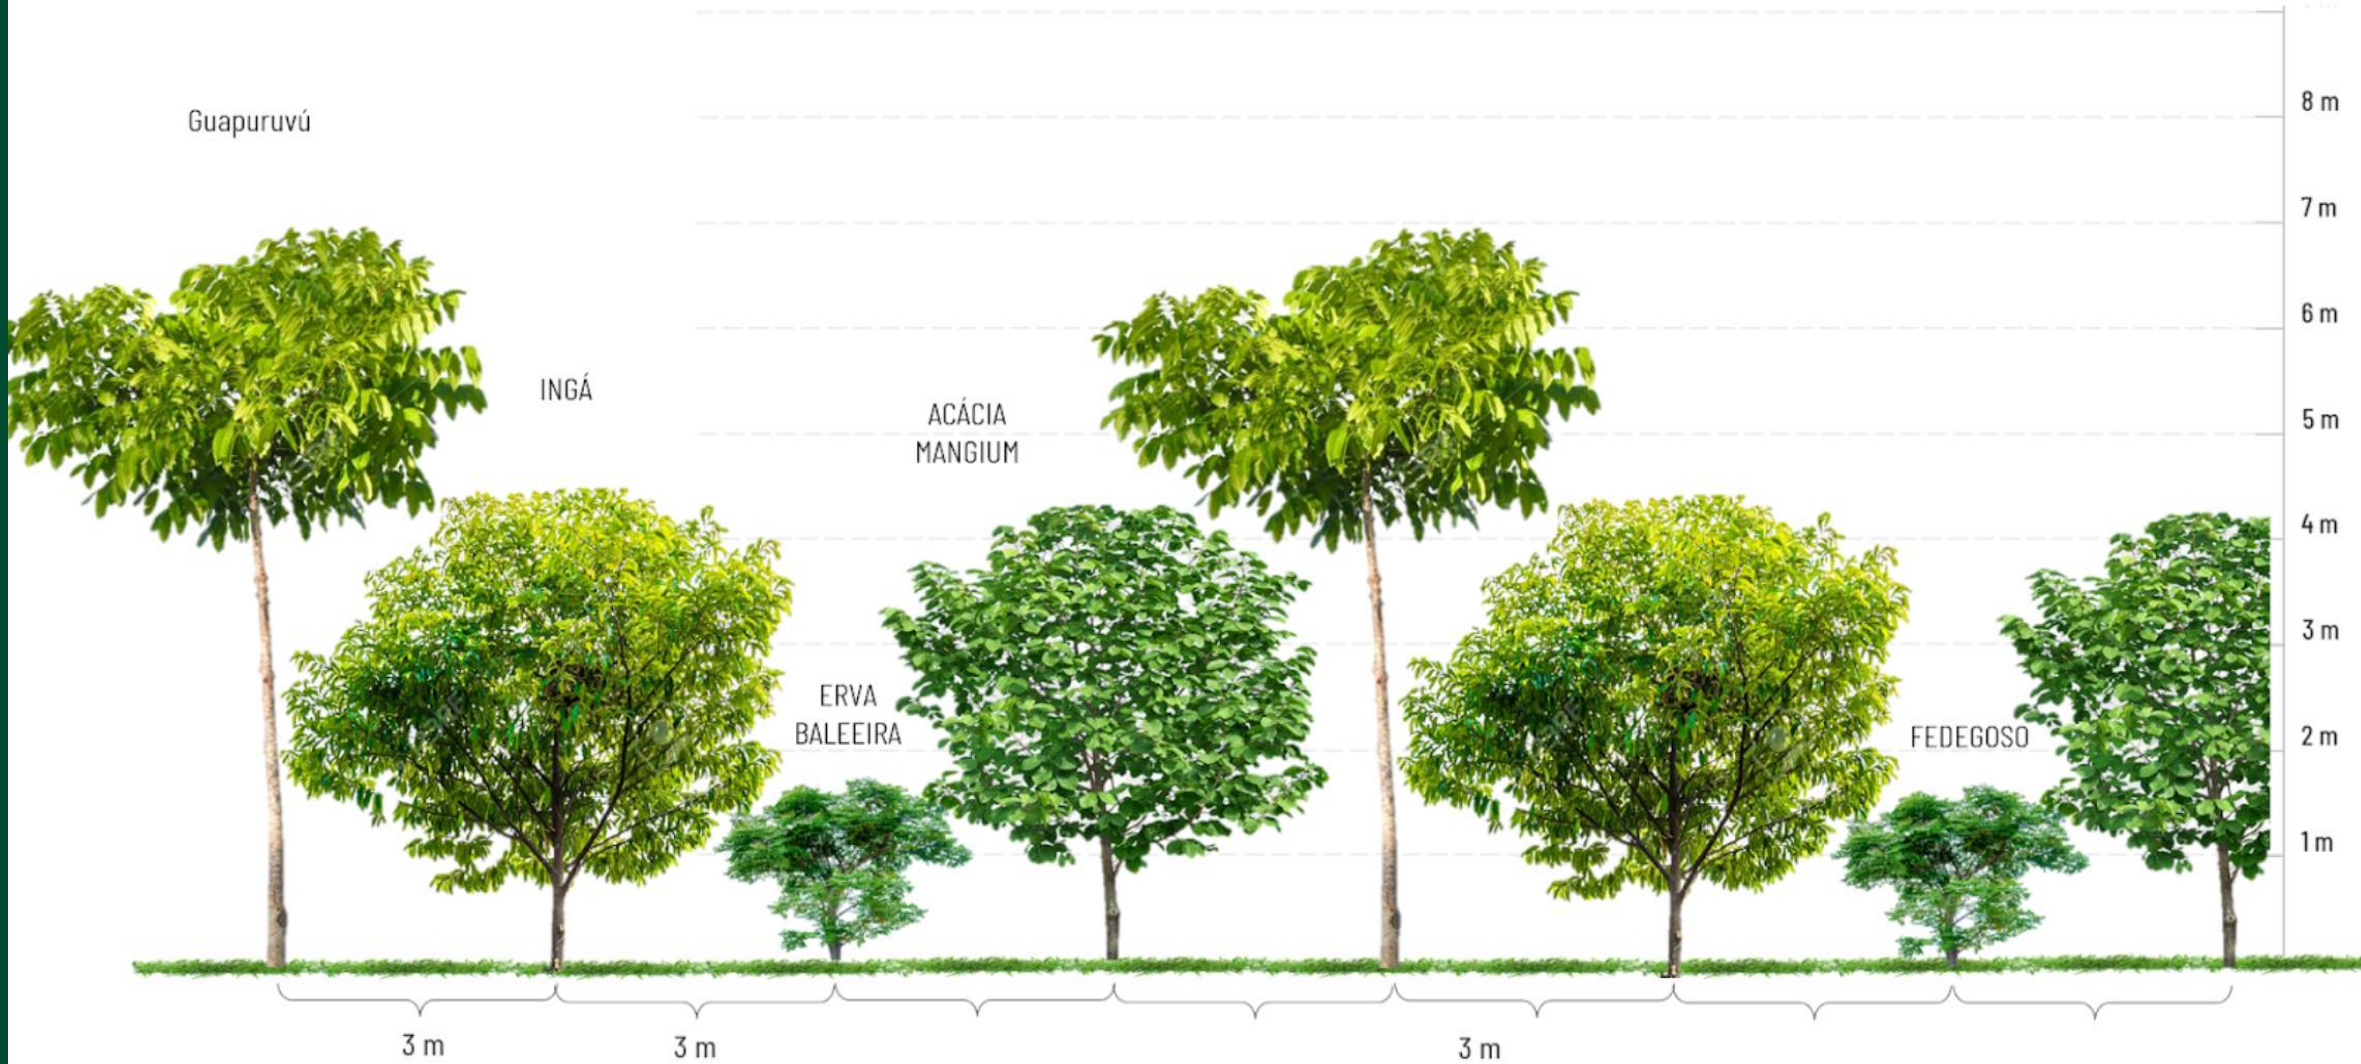 8 m
Guapuruvú
7 m
6 m
INGÁ
ACÁCIA
MANGIUM
5 m
4 m
3 m
ERVA
BALEEIRA
FEDEGOSO
2 m
1 m
3 m
3 m
3 m